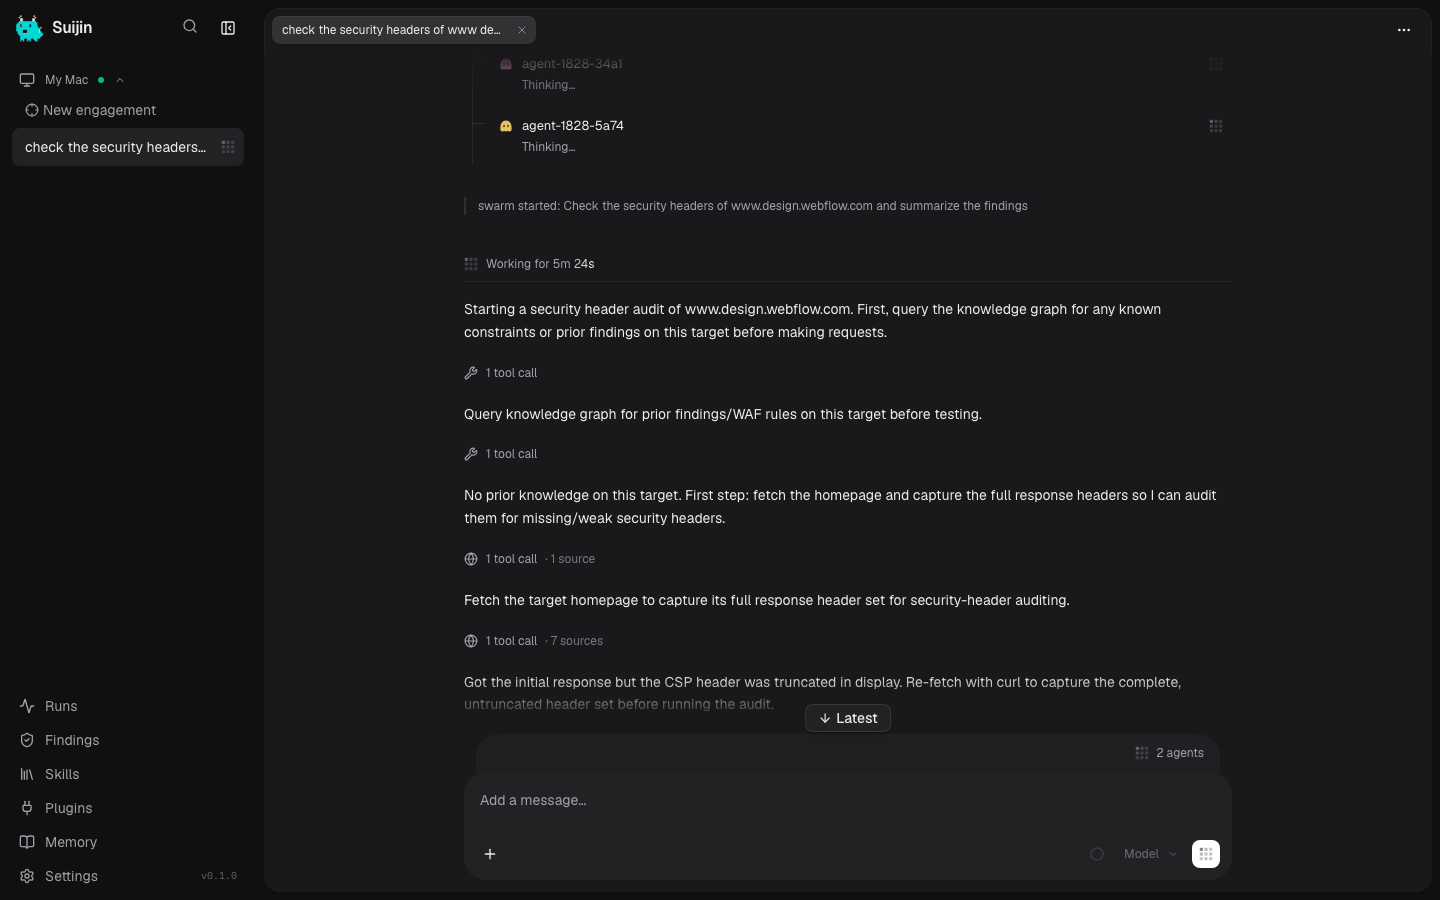 Suijin
check the security headers of www de...
My Mac
New engagement
check the security headers...
agent-1828-34a1
Thinking...
agent-1828-5a74
Thinking...
swarm started: Check the security headers of www.design.webflow.com and summarize the findings
Working for 5m 24s
Starting a security header audit of www.design.webflow.com. First, query the knowledge graph for any known
constraints or prior findings on this target before making requests.
1 tool call
Query knowledge graph for prior findings/WAF rules on this target before testing.
1 tool call
No prior knowledge on this target. First step: fetch the homepage and capture the full response headers so I can audit
them for missing/weak security headers.
1 tool call · 1 source
Fetch the target homepage to capture its full response header set for security-header auditing.
1 tool call · 7 sources
Got the initial response but the CSP header was truncated in display. Re-fetch with curl to capture the complete,
untruncated header set before running the audit.
Latest
2 agents
Add a message...
Model
Runs
Findings
Skills
Plugins
Memory
Settings
v0.1.0